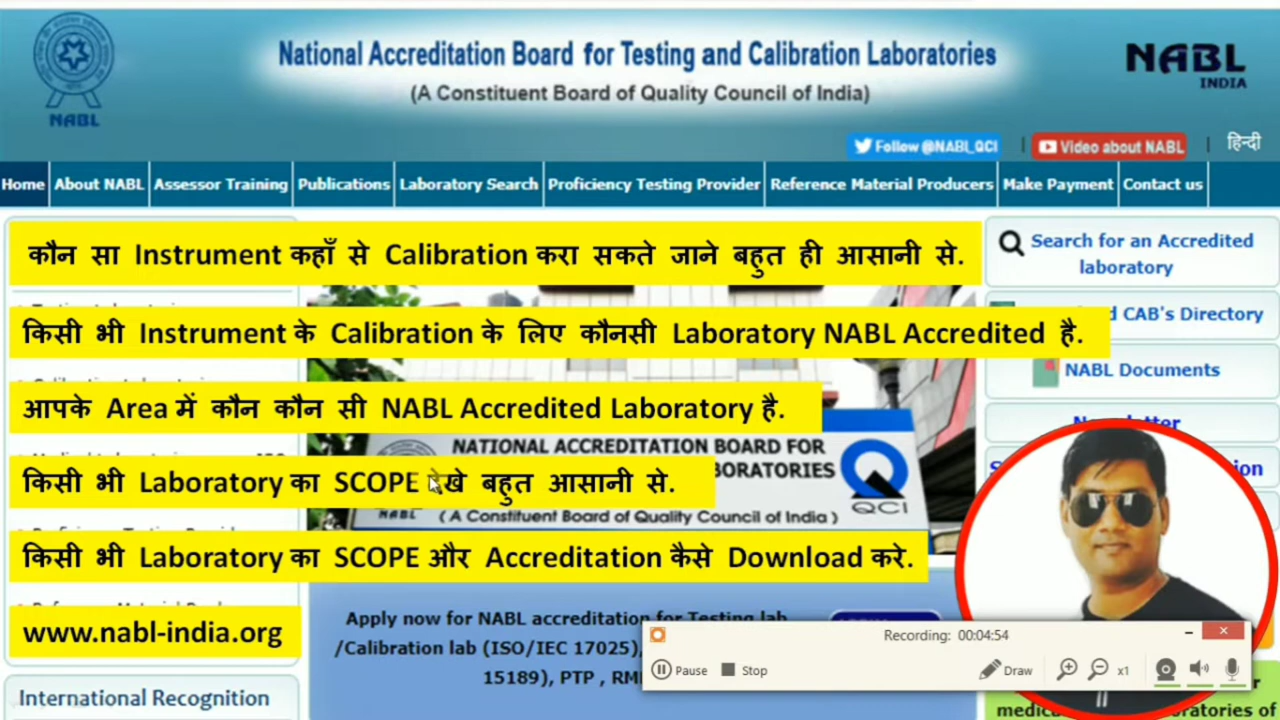 National Accreditation Board for Testing and Calibration Laboratories
(A Constituent Board of Quality Council of India)
NABL
NABL
INDIA
Follow @NABL_QCI
Video about NABL
हिन्दी
Home
About NABL
Assessor Training
Publications
Laboratory Search
Proficiency Testing Provider
Reference Material Producers
Make Payment
Contact us
कौन सा Instrument कहाँ से Calibration करा सकते जाने बहुत ही आसानी से.
Search for an Accredited
laboratory
CAB's Directory
किसी भी Instrument के Calibration के लिए कौनसी Laboratory NABL Accredited है.
NABL Documents
आपके Area में कौन कौन सी NABL Accredited Laboratory है.
NATIONAL ACCREDITATION BOARD FOR
किसी भी Laboratory का SCOPE देखे बहुत आसानी से.
QCI
NABL
( A Constituent Board of Quality Council of India )
किसी भी Laboratory का SCOPE और Accreditation कैसे Download करे.
www.nabl-india.org
Apply now for NABL accreditation for Testing lab
/Calibration lab (ISO/IEC 17025),
15189), PTP ,
Recording: 00:04:54
Pause
Stop
Draw
x1
International Recognition
of